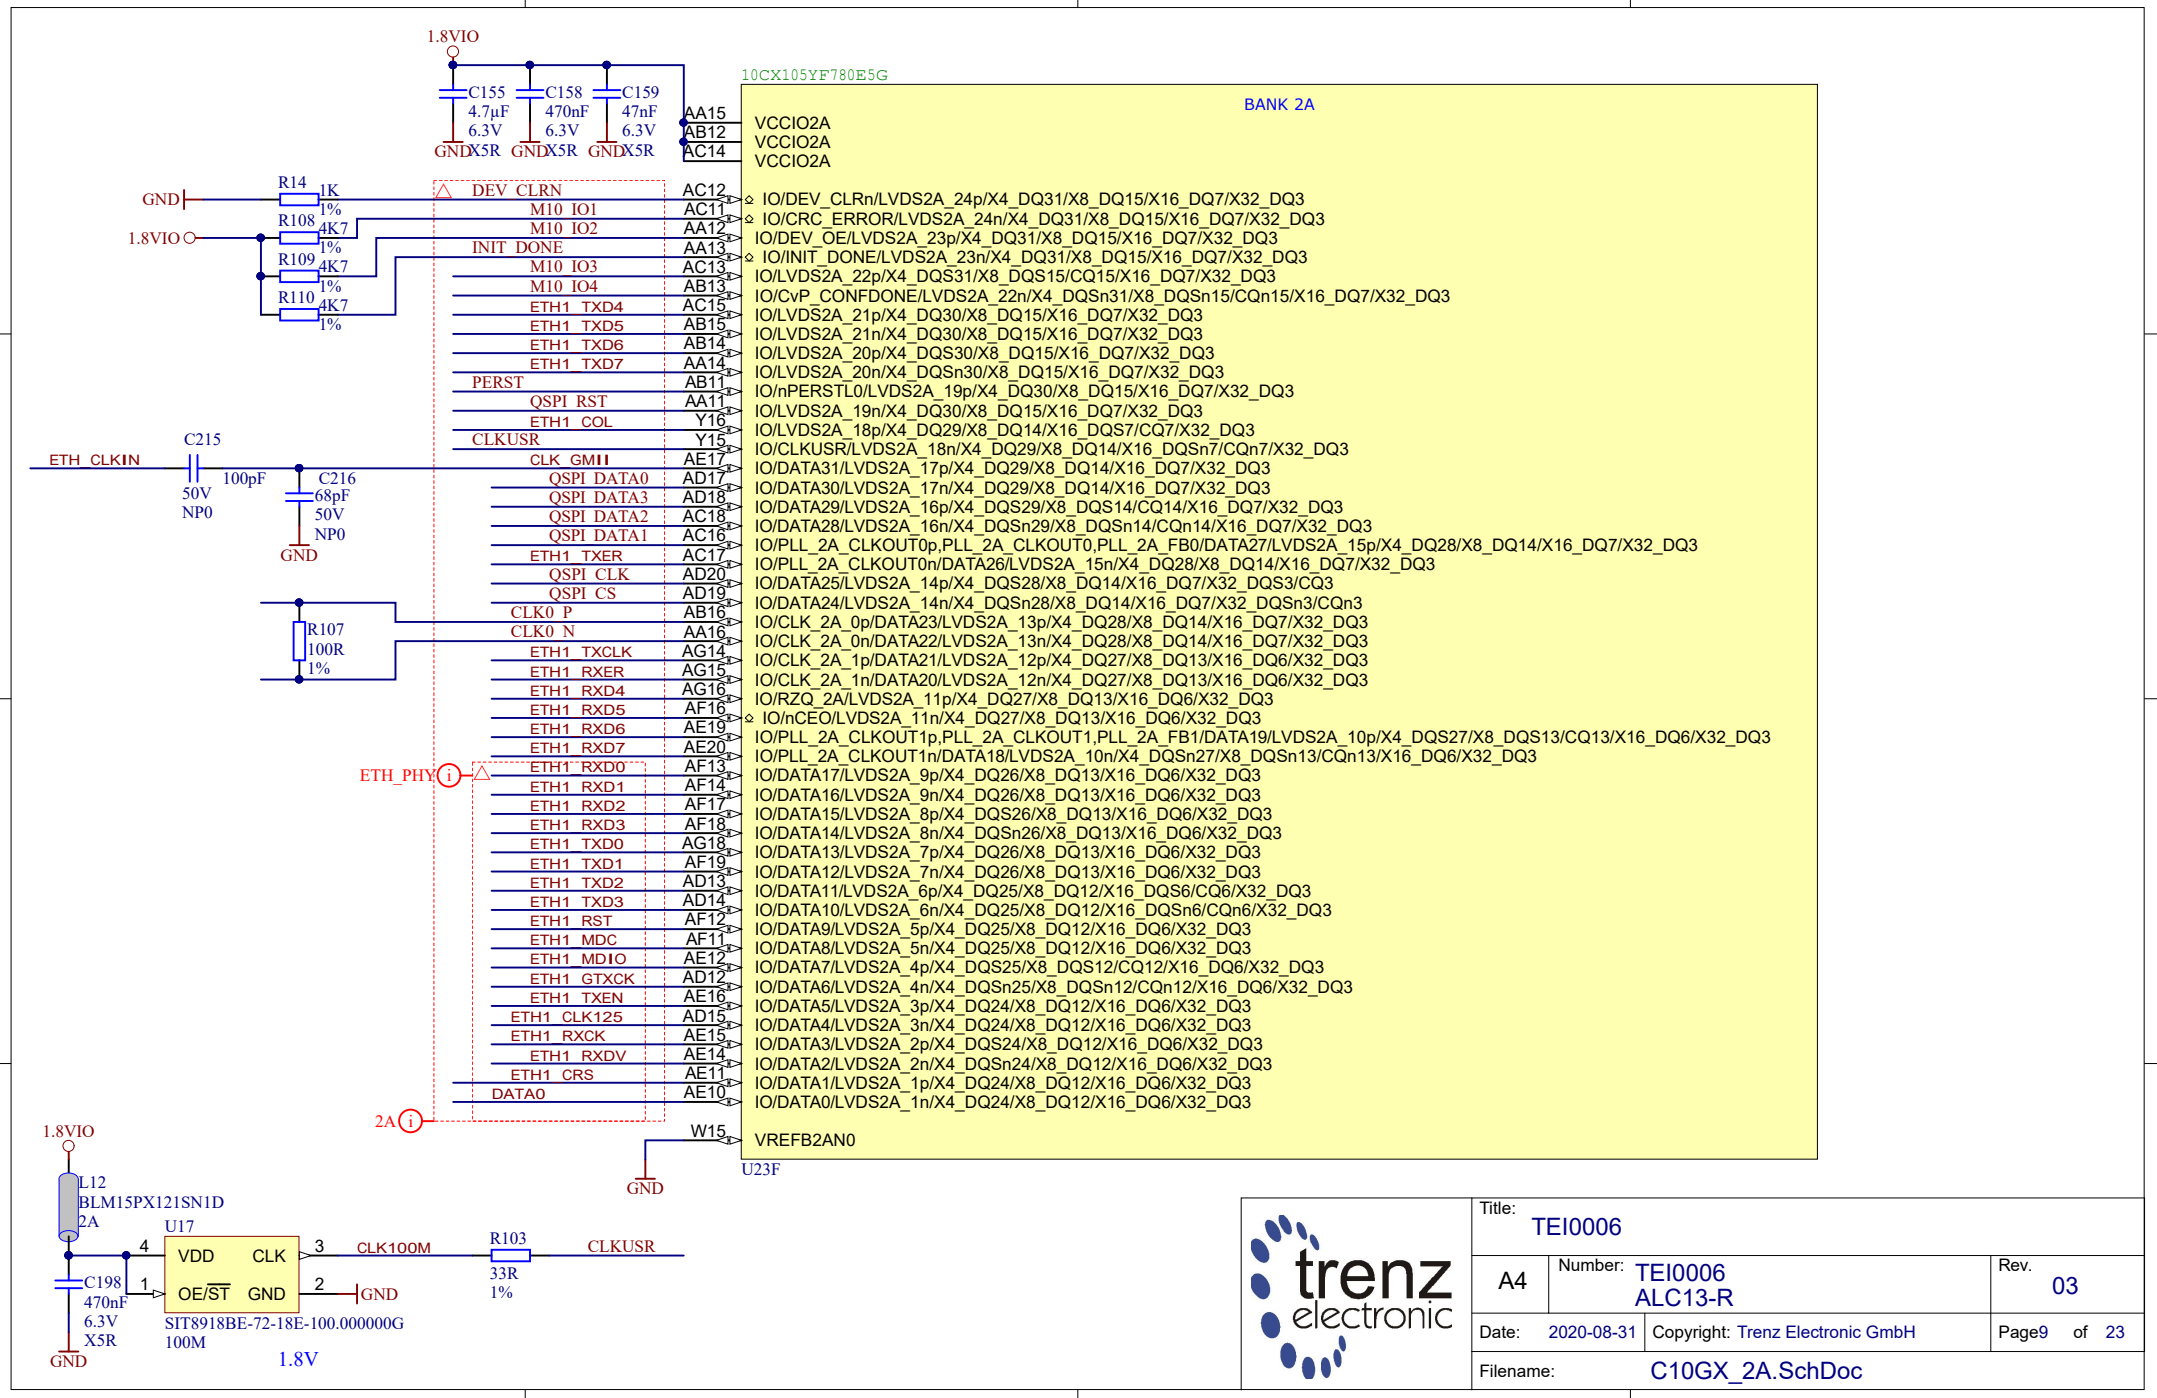 1.8VIO
C155
4.7µF
6.3V
X5R
GND
C158
470nF
6.3V
X5R
GND
C159
47nF
6.3V
X5R
GND
10CX105YF780E5G
BANK 2A
AA15 VCCIO2A
AB12 VCCIO2A
AC14 VCCIO2A
GND
R14 1K
1%
1.8VIO
R108 4K7
1%
R109 4K7
1%
R110 4K7
1%
DEV_CLRN AC12 IO/DEV_CLRn/LVDS2A_24p/X4_DQ31/X8_DQ15/X16_DQ7/X32_DQ3
M10_IO1 AC11 IO/CRC_ERROR/LVDS2A_24n/X4_DQ31/X8_DQ15/X16_DQ7/X32_DQ3
M10_IO2 AA12 IO/DEV_OE/LVDS2A_23p/X4_DQ31/X8_DQ15/X16_DQ7/X32_DQ3
INIT_DONE AA13 IO/INIT_DONE/LVDS2A_23n/X4_DQ31/X8_DQ15/X16_DQ7/X32_DQ3
M10_IO3 AC13 IO/LVDS2A_22p/X4_DQS31/X8_DQS15/CQ15/X16_DQ7/X32_DQ3
M10_IO4 AB13 IO/CvP_CONFDONE/LVDS2A_22n/X4_DQSn31/X8_DQSn15/CQn15/X16_DQ7/X32_DQ3
ETH1_TXD4 AC15 IO/LVDS2A_21p/X4_DQ30/X8_DQ15/X16_DQ7/X32_DQ3
ETH1_TXD5 AB15 IO/LVDS2A_21n/X4_DQ30/X8_DQ15/X16_DQ7/X32_DQ3
ETH1_TXD6 AB14 IO/LVDS2A_20p/X4_DQS30/X8_DQ15/X16_DQ7/X32_DQ3
ETH1_TXD7 AA14 IO/LVDS2A_20n/X4_DQSn30/X8_DQ15/X16_DQ7/X32_DQ3
PERST AB11 IO/nPERSTL0/LVDS2A_19p/X4_DQ30/X8_DQ15/X16_DQ7/X32_DQ3
QSPI_RST AA11 IO/LVDS2A_19n/X4_DQ30/X8_DQ15/X16_DQ7/X32_DQ3
ETH1_COL Y16 IO/LVDS2A_18p/X4_DQ29/X8_DQ14/X16_DQS7/CQ7/X32_DQ3
CLKUSR Y15 IO/CLKUSR/LVDS2A_18n/X4_DQ29/X8_DQ14/X16_DQSn7/CQn7/X32_DQ3
CLK_GMII AE17 IO/DATA31/LVDS2A_17p/X4_DQ29/X8_DQ14/X16_DQ7/X32_DQ3
QSPI_DATA0 AD17 IO/DATA30/LVDS2A_17n/X4_DQ29/X8_DQ14/X16_DQ7/X32_DQ3
QSPI_DATA3 AD18 IO/DATA29/LVDS2A_16p/X4_DQS29/X8_DQS14/CQ14/X16_DQ7/X32_DQ3
QSPI_DATA2 AC18 IO/DATA28/LVDS2A_16n/X4_DQSn29/X8_DQSn14/CQn14/X16_DQ7/X32_DQ3
QSPI_DATA1 AC16 IO/PLL_2A_CLKOUT0p,PLL_2A_CLKOUT0,PLL_2A_FB0/DATA27/LVDS2A_15p/X4_DQ28/X8_DQ14/X16_DQ7/X32_DQ3
ETH1_TXER AC17 IO/PLL_2A_CLKOUT0n/DATA26/LVDS2A_15n/X4_DQ28/X8_DQ14/X16_DQ7/X32_DQ3
QSPI_CLK AD20 IO/DATA25/LVDS2A_14p/X4_DQS28/X8_DQ14/X16_DQ7/X32_DQS3/CQ3
QSPI_CS AD19 IO/DATA24/LVDS2A_14n/X4_DQSn28/X8_DQ14/X16_DQ7/X32_DQSn3/CQn3
CLK0_P AB16 IO/CLK_2A_0p/DATA23/LVDS2A_13p/X4_DQ28/X8_DQ14/X16_DQ7/X32_DQ3
CLK0_N AA16 IO/CLK_2A_0n/DATA22/LVDS2A_13n/X4_DQ28/X8_DQ14/X16_DQ7/X32_DQ3
ETH1_TXCLK AG14 IO/CLK_2A_1p/DATA21/LVDS2A_12p/X4_DQ27/X8_DQ13/X16_DQ6/X32_DQ3
ETH1_RXER AG15 IO/CLK_2A_1n/DATA20/LVDS2A_12n/X4_DQ27/X8_DQ13/X16_DQ6/X32_DQ3
ETH1_RXD4 AG16 IO/RZQ_2A/LVDS2A_11p/X4_DQ27/X8_DQ13/X16_DQ6/X32_DQ3
ETH1_RXD5 AF16 IO/nCEO/LVDS2A_11n/X4_DQ27/X8_DQ13/X16_DQ6/X32_DQ3
ETH1_RXD6 AE19 IO/PLL_2A_CLKOUT1p,PLL_2A_CLKOUT1,PLL_2A_FB1/DATA19/LVDS2A_10p/X4_DQS27/X8_DQS13/CQ13/X16_DQ6/X32_DQ3
ETH1_RXD7 AE20 IO/PLL_2A_CLKOUT1n/DATA18/LVDS2A_10n/X4_DQSn27/X8_DQSn13/CQn13/X16_DQ6/X32_DQ3
ETH1_RXD0 AF13 IO/DATA17/LVDS2A_9p/X4_DQ26/X8_DQ13/X16_DQ6/X32_DQ3
ETH1_RXD1 AF14 IO/DATA16/LVDS2A_9n/X4_DQ26/X8_DQ13/X16_DQ6/X32_DQ3
ETH1_RXD2 AF17 IO/DATA15/LVDS2A_8p/X4_DQS26/X8_DQ13/X16_DQ6/X32_DQ3
ETH1_RXD3 AF18 IO/DATA14/LVDS2A_8n/X4_DQSn26/X8_DQ13/X16_DQ6/X32_DQ3
ETH1_TXD0 AG18 IO/DATA13/LVDS2A_7p/X4_DQ26/X8_DQ13/X16_DQ6/X32_DQ3
ETH1_TXD1 AF19 IO/DATA12/LVDS2A_7n/X4_DQ26/X8_DQ13/X16_DQ6/X32_DQ3
ETH1_TXD2 AD13 IO/DATA11/LVDS2A_6p/X4_DQ25/X8_DQ12/X16_DQS6/CQ6/X32_DQ3
ETH1_TXD3 AD14 IO/DATA10/LVDS2A_6n/X4_DQ25/X8_DQ12/X16_DQSn6/CQn6/X32_DQ3
ETH1_RST AF12 IO/DATA9/LVDS2A_5p/X4_DQ25/X8_DQ12/X16_DQ6/X32_DQ3
ETH1_MDC AF11 IO/DATA8/LVDS2A_5n/X4_DQ25/X8_DQ12/X16_DQ6/X32_DQ3
ETH1_MDIO AE12 IO/DATA7/LVDS2A_4p/X4_DQS25/X8_DQS12/CQ12/X16_DQ6/X32_DQ3
ETH1_GTXCK AD12 IO/DATA6/LVDS2A_4n/X4_DQSn25/X8_DQSn12/CQn12/X16_DQ6/X32_DQ3
ETH1_TXEN AE16 IO/DATA5/LVDS2A_3p/X4_DQ24/X8_DQ12/X16_DQ6/X32_DQ3
ETH1_CLK125 AD15 IO/DATA4/LVDS2A_3n/X4_DQ24/X8_DQ12/X16_DQ6/X32_DQ3
ETH1_RXCK AE15 IO/DATA3/LVDS2A_2p/X4_DQS24/X8_DQ12/X16_DQ6/X32_DQ3
ETH1_RXDV AE14 IO/DATA2/LVDS2A_2n/X4_DQSn24/X8_DQ12/X16_DQ6/X32_DQ3
ETH1_CRS AE11 IO/DATA1/LVDS2A_1p/X4_DQ24/X8_DQ12/X16_DQ6/X32_DQ3
DATA0 AE10 IO/DATA0/LVDS2A_1n/X4_DQ24/X8_DQ12/X16_DQ6/X32_DQ3
W15 VREFB2AN0
GND
U23F
ETH_CLKIN
C215
100pF
50V
NP0
C216
68pF
50V
NP0
GND
R107
100R
1%
ETH_PHY i
2A i
1.8VIO
L12
BLM15PX121SN1D
2A
U17
4 VDD CLK 3
1 OE/ST GND 2
GND
SIT8918BE-72-18E-100.000000G
100M
1.8V
C198
470nF
6.3V
X5R
GND
CLK100M
R103
33R
1%
CLKUSR
trenz
electronic
Title:
TEI0006
A4
Number: TEI0006
ALC13-R
Rev.
03
Date: 2020-08-31
Copyright: Trenz Electronic GmbH
Page9 of 23
Filename: C10GX_2A.SchDoc